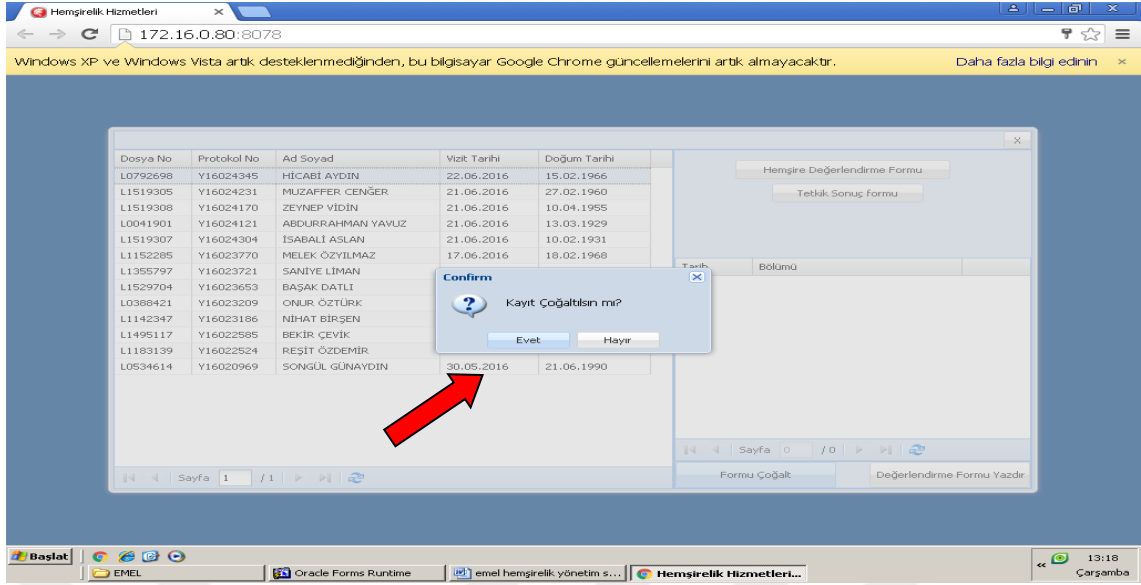 Hemşirelik Hizmetleri
172.16.0.80:8078
Windows XP ve Windows Vista artık desteklenmediğinden, bu bilgisayar Google Chrome güncellemelerini artık almayacaktır. Daha fazla bilgi edinin
Dosya No Protokol No Ad Soyad Vizit Tarihi Doğum Tarihi
L0792698 Y16024345 HİCABİ AYDIN 22.06.2016 15.02.1966
L1519305 Y16024231 MUZAFFER CENĞER 21.06.2016 27.02.1960
L1519308 Y16024170 ZEYNEP VİDİN 21.06.2016 10.04.1955
L0041901 Y16024121 ABDURRAHMAN YAVUZ 21.06.2016 13.03.1929
L1519307 Y16024304 İSABALİ ASLAN 21.06.2016 10.02.1931
L1152285 Y16023770 MELEK ÖZYILMAZ 17.06.2016 18.02.1968
L1355797 Y16023721 SANİYE LİMAN
L1529704 Y16023653 BAŞAK DATLI
L0388421 Y16023209 ONUR ÖZTÜRK
L1142347 Y16023186 NİHAT BİRŞEN
L1495117 Y16022585 BEKİR ÇEVİK
L1183139 Y16022524 REŞİT ÖZDEMİR
L0534614 Y16020969 SONGÜL GÜNAYDIN 30.05.2016 21.06.1990
Sayfa 1 / 1
Hemşire Değerlendirme Formu
Tetkik Sonuç formu
Tarih Bölümü
Confirm
Kayıt Çoğaltılsın mı?
Evet Hayır
Sayfa 0 / 0
Formu Çoğalt Değerlendirme Formu Yazdır
Başlat
EMEL Oracle Forms Runtime emel hemşirelik yönetim s... Hemşirelik Hizmetleri...
13:18
Çarşamba